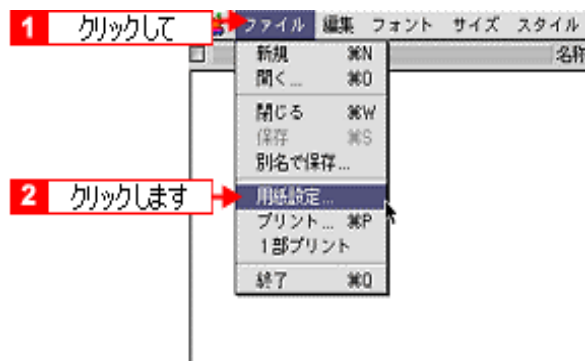 1 クリックして
ファイル 編集 フォント サイズ スタイル
名称
新規 ⌘N
開く... ⌘O
閉じる ⌘W
保存 ⌘S
別名で保存...
2 クリックします
用紙設定...
プリント... ⌘P
1部プリント
終了 ⌘Q